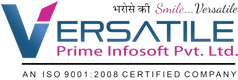 भरोसे की Smile...Versatile
VERSATILE
Prime Infosoft Pvt. Ltd.
AN ISO 9001:2008 CERTIFIED COMPANY